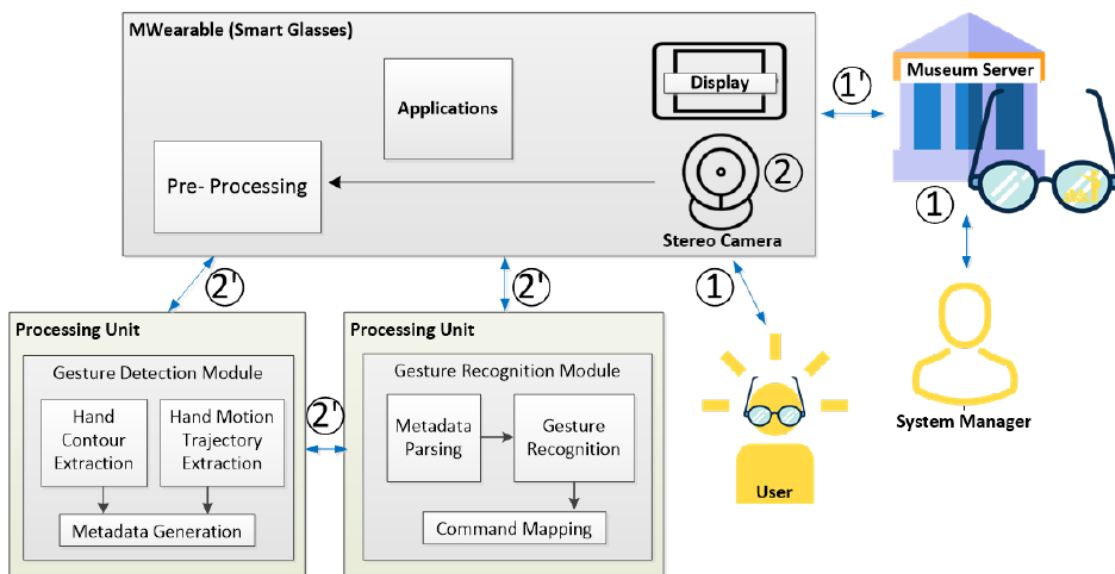 MWearable (Smart Glasses)
Applications
Display
Pre- Processing
2
Stereo Camera
1'
Museum Server
1
2'
2'
1
Processing Unit
Gesture Detection Module
Hand
Contour
Extraction
Hand Motion
Trajectory
Extraction
Metadata Generation
2'
Processing Unit
Gesture Recognition Module
Metadata
Parsing
Gesture
Recognition
Command Mapping
User
System Manager